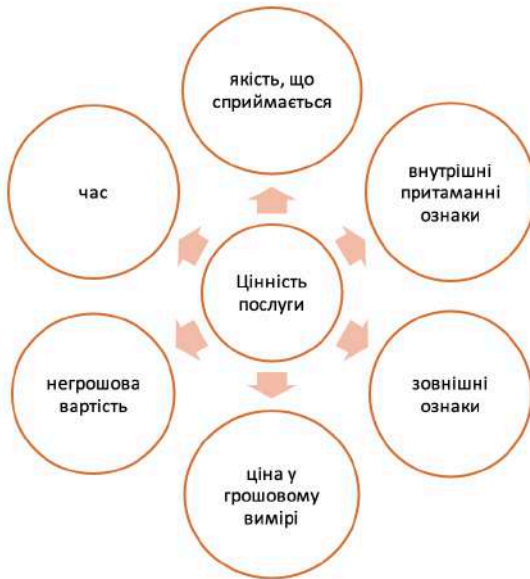 якість, що
сприймається
внутрішні
притаманні
ознаки
зовнішні
ознаки
ціна у
грошовому
вимірі
негрошова
вартість
час
Цінність
послуги